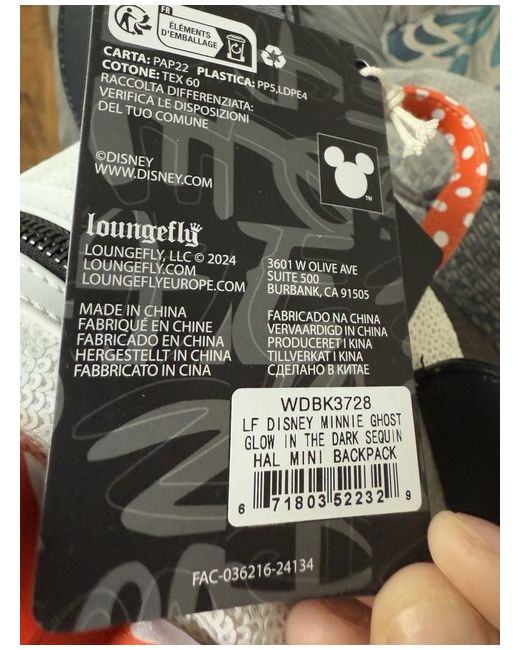 FR
ÉLÉMENTS
D'EMBALLAGE
CARTA: PAP22 PLASTICA: PP5,LDPE4
COTONE: TEX 60
RACCOLTA DIFFERENZIATA:
VERIFICA LE DISPOSIZIONI
DEL TUO COMUNE
©DISNEY
WWW.DISNEY.COM
TM
loungefly
LOUNGEFLY, LLC © 2024
LOUNGEFLY.COM
LOUNGEFLYEUROPE.COM
3601 W OLIVE AVE
SUITE 500
BURBANK, CA 91505
MADE IN CHINA
FABRIQUÉ EN CHINE
FABRICADO EN CHINA
HERGESTELLT IN CHINA
FABBRICATO IN CINA
FABRICADO NA CHINA
VERVAARDIGD IN CHINA
PRODUCERET I KINA
TILLVERKAT I KINA
СДЕЛАНО В КИТАЕ
WDBK3728
LF DISNEY MINNIE GHOST
GLOW IN THE DARK SEQUIN
HAL MINI BACKPACK
6 71803 52232 9
FAC-036216-24134